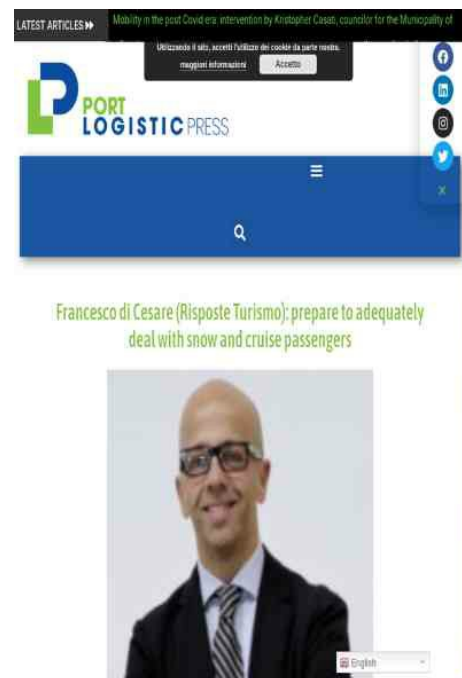 LATEST ARTICLES
Mobility in the post Covid era: intervention by Kristopher Casati, councilor for the Municipality of
Utilizzando il sito, accetti l'utilizzo dei cookie da parte nostra.
maggiori informazioni
Accetto
PORT
LOGISTIC PRESS
Francesco di Cesare (Risposte Turismo): prepare to adequately
deal with snow and cruise passengers
English